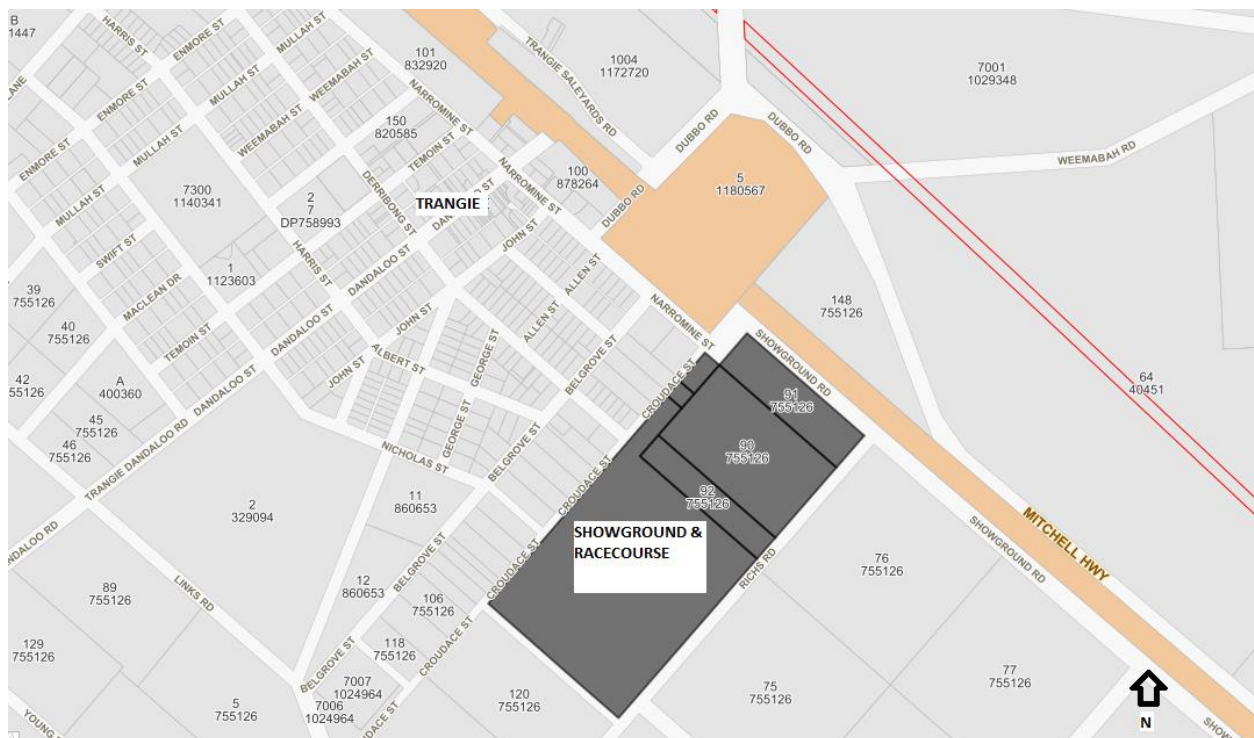 B
1447
HARRIS ST
ENMORE ST
MULLAH ST
WEEMABAH ST
101
832920
TRANGIE SALEYARDS RD
1004
1172720
7001
1029348
LANE
ENMORE ST
MULLAH ST
NARROMINE ST
DUBBO RD
DUBBO RD
WEEMABAH RD
150
820585
WEEMABAH ST
TEMOIN ST
ENMORE ST
MULLAH ST
100
878264
5
1180567
7300
1140341
2
7
DP758993
DERRIBONG ST
TRANGIE
DANDALOO ST
NARROMINE ST
DUBBO RD
MULLAH ST
SWIFT ST
HARRIS ST
JOHN ST
1
1123603
DANDALOO ST
ALLEN ST
MACLEAN DR
39
755126
NARROMINE ST
148
755126
40
755126
TEMOIN ST
JOHN ST
ALLEN ST
GEORGE ST
DANDALOO ST
ALBERT ST
BELGROVE ST
SHOWGROUND RD
42
55126
A
400360
JOHN ST
CROUDACE ST
91
755126
64
40451
45
755126
46
755126
DANDALOO ST
GEORGE ST
90
755126
TRANGIE DANDALOO RD
NICHOLAS ST
BELGROVE ST
2
329094
11
860653
CROUDACE ST
92
755126
MITCHELL HWY
SHOWGROUND RD
SHOWGROUND &
RACECOURSE
NDALOO RD
RICHS RD
76
755126
LINKS RD
89
755126
12
860653
BELGROVE ST
CROUDACE ST
106
755126
129
755126
118
755126
CROUDACE ST
77
755126
BELGROVE ST
7007
1024964
7006
1024964
120
755126
75
755126
5
755126
DACE ST
YOUNG
N
SHOW